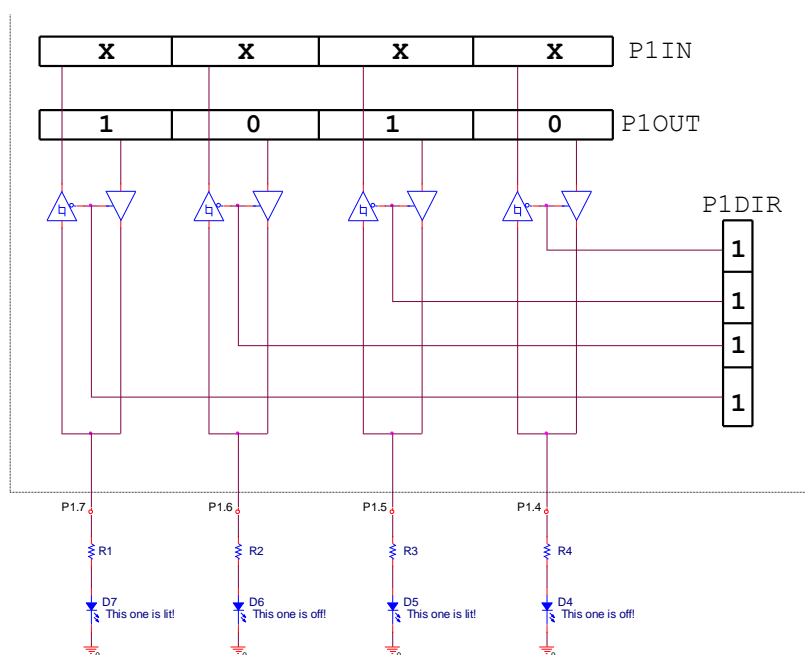 X X X X P1IN
1 0 1 0 P1OUT
P1DIR
1
1
1
1
P1.7 P1.6 P1.5 P1.4
R1 R2 R3 R4
D7 D6 D5 D4
This one is lit! This one is off! This one is lit! This one is off!